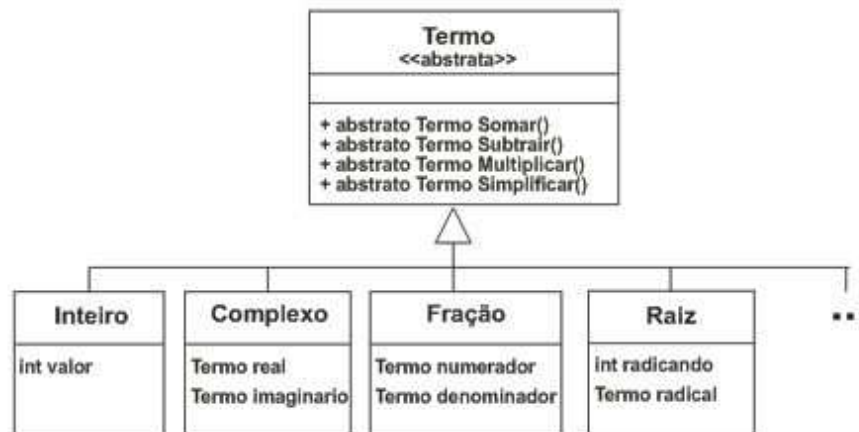 Termo
<<abstrata>>
+ abstrato Termo Somar()
+ abstrato Termo Subtrair()
+ abstrato Termo Multiplicar()
+ abstrato Termo Simplificar()
Inteiro
int valor
Complexo
Termo real
Termo imaginario
Fração
Termo numerador
Termo denominador
Raiz
int radicando
Termo radical
..